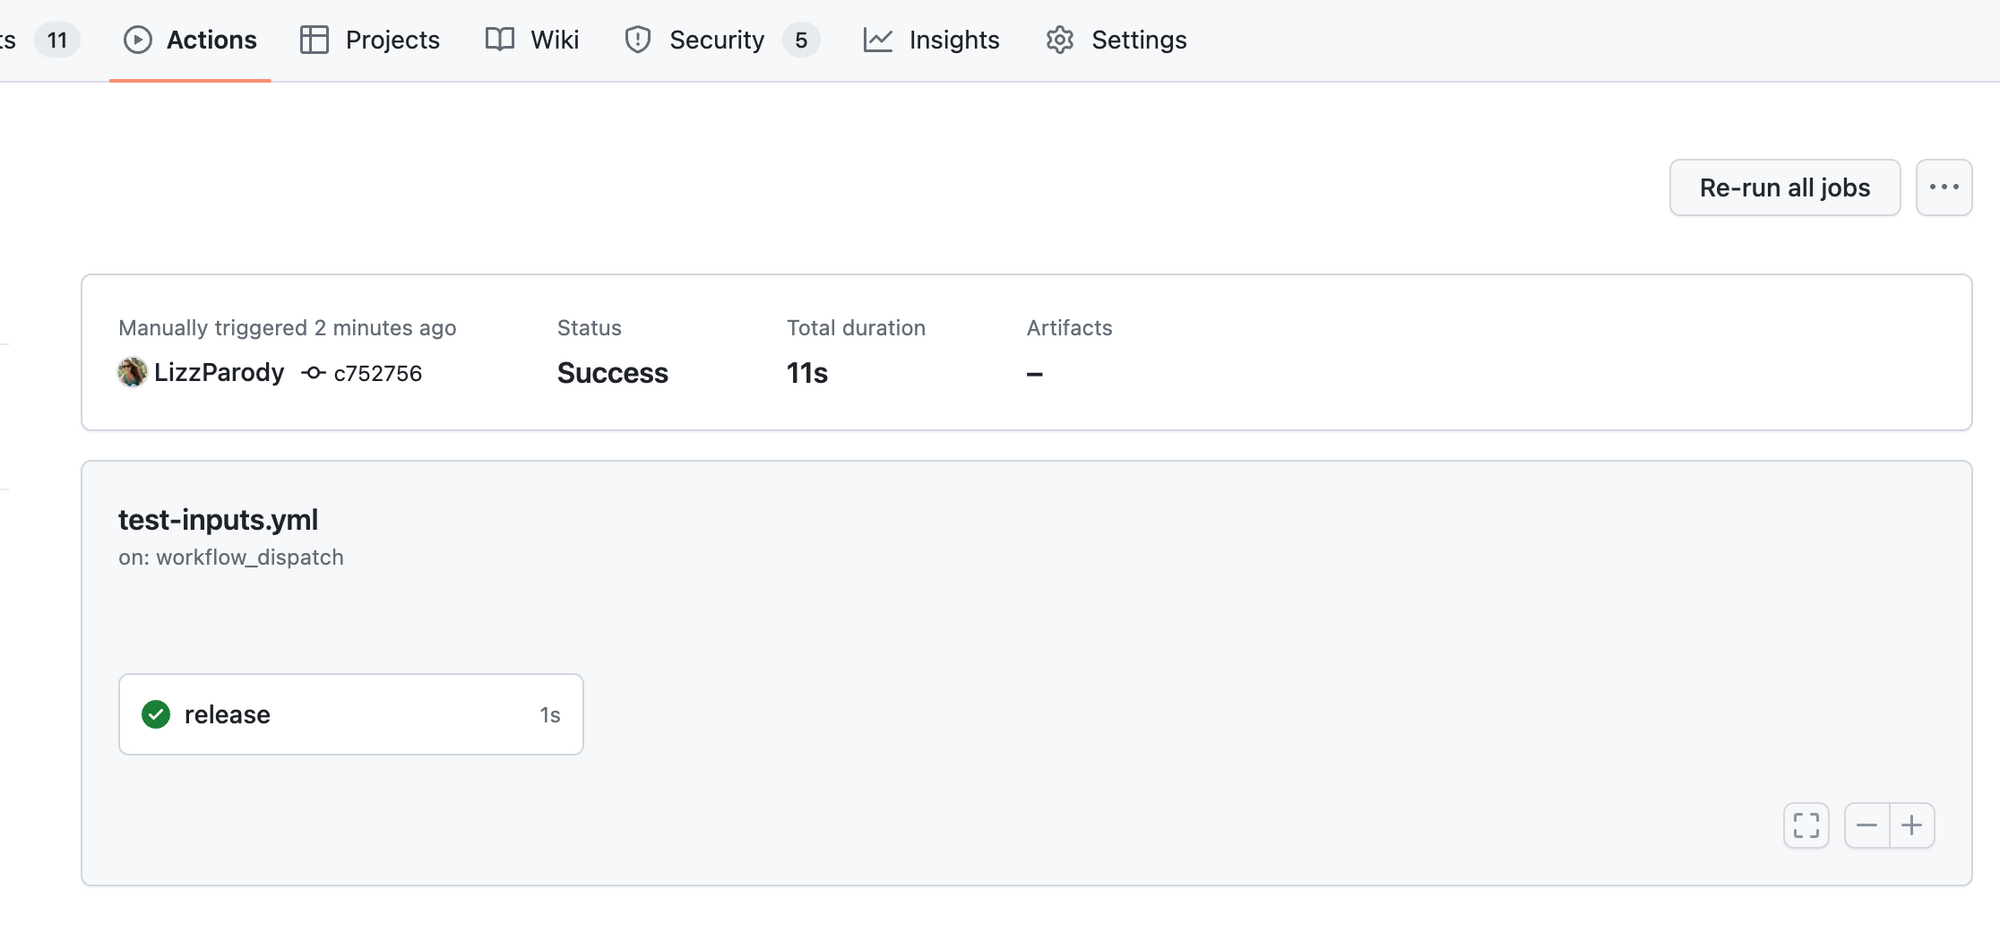 11 Actions Projects Wiki Security 5 Insights Settings
Re-run all jobs
Manually triggered 2 minutes ago Status Total duration Artifacts
LizzParody c752756 Success 11s –
test-inputs.yml
on: workflow_dispatch
release 1s